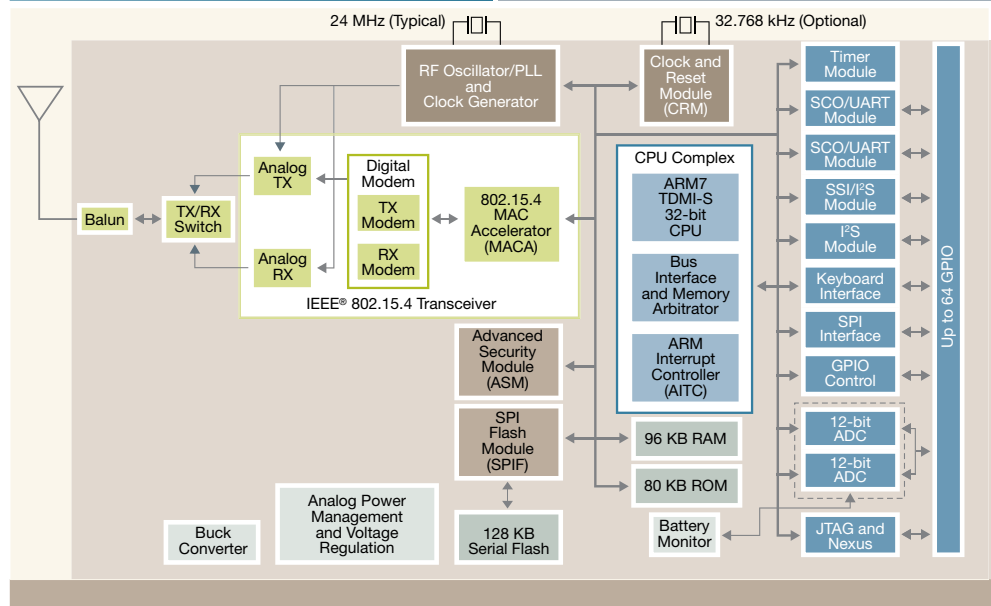 24 MHz (Typical)
32.768 kHz (Optional)
RF Oscillator/PLL
and
Clock Generator
Clock and
Reset
Module
(CRM)
Timer
Module
SCO/UART
Module
SCO/UART
Module
SSI/I²S
Module
I²S
Module
Keyboard
Interface
SPI
Interface
GPIO
Control
12-bit
ADC
12-bit
ADC
JTAG and
Nexus
Up to 64 GPIO
Balun
TX/RX
Switch
Analog
TX
Analog
RX
Digital
Modem
TX
Modem
RX
Modem
802.15.4
MAC
Accelerator
(MACA)
IEEE® 802.15.4 Transceiver
CPU Complex
ARM7
TDMI-S
32-bit
CPU
Bus
Interface
and Memory
Arbitrator
ARM
Interrupt
Controller
(AITC)
Advanced
Security
Module
(ASM)
SPI
Flash
Module
(SPIF)
96 KB RAM
80 KB ROM
Buck
Converter
Analog Power
Management
and Voltage
Regulation
128 KB
Serial Flash
Battery
Monitor